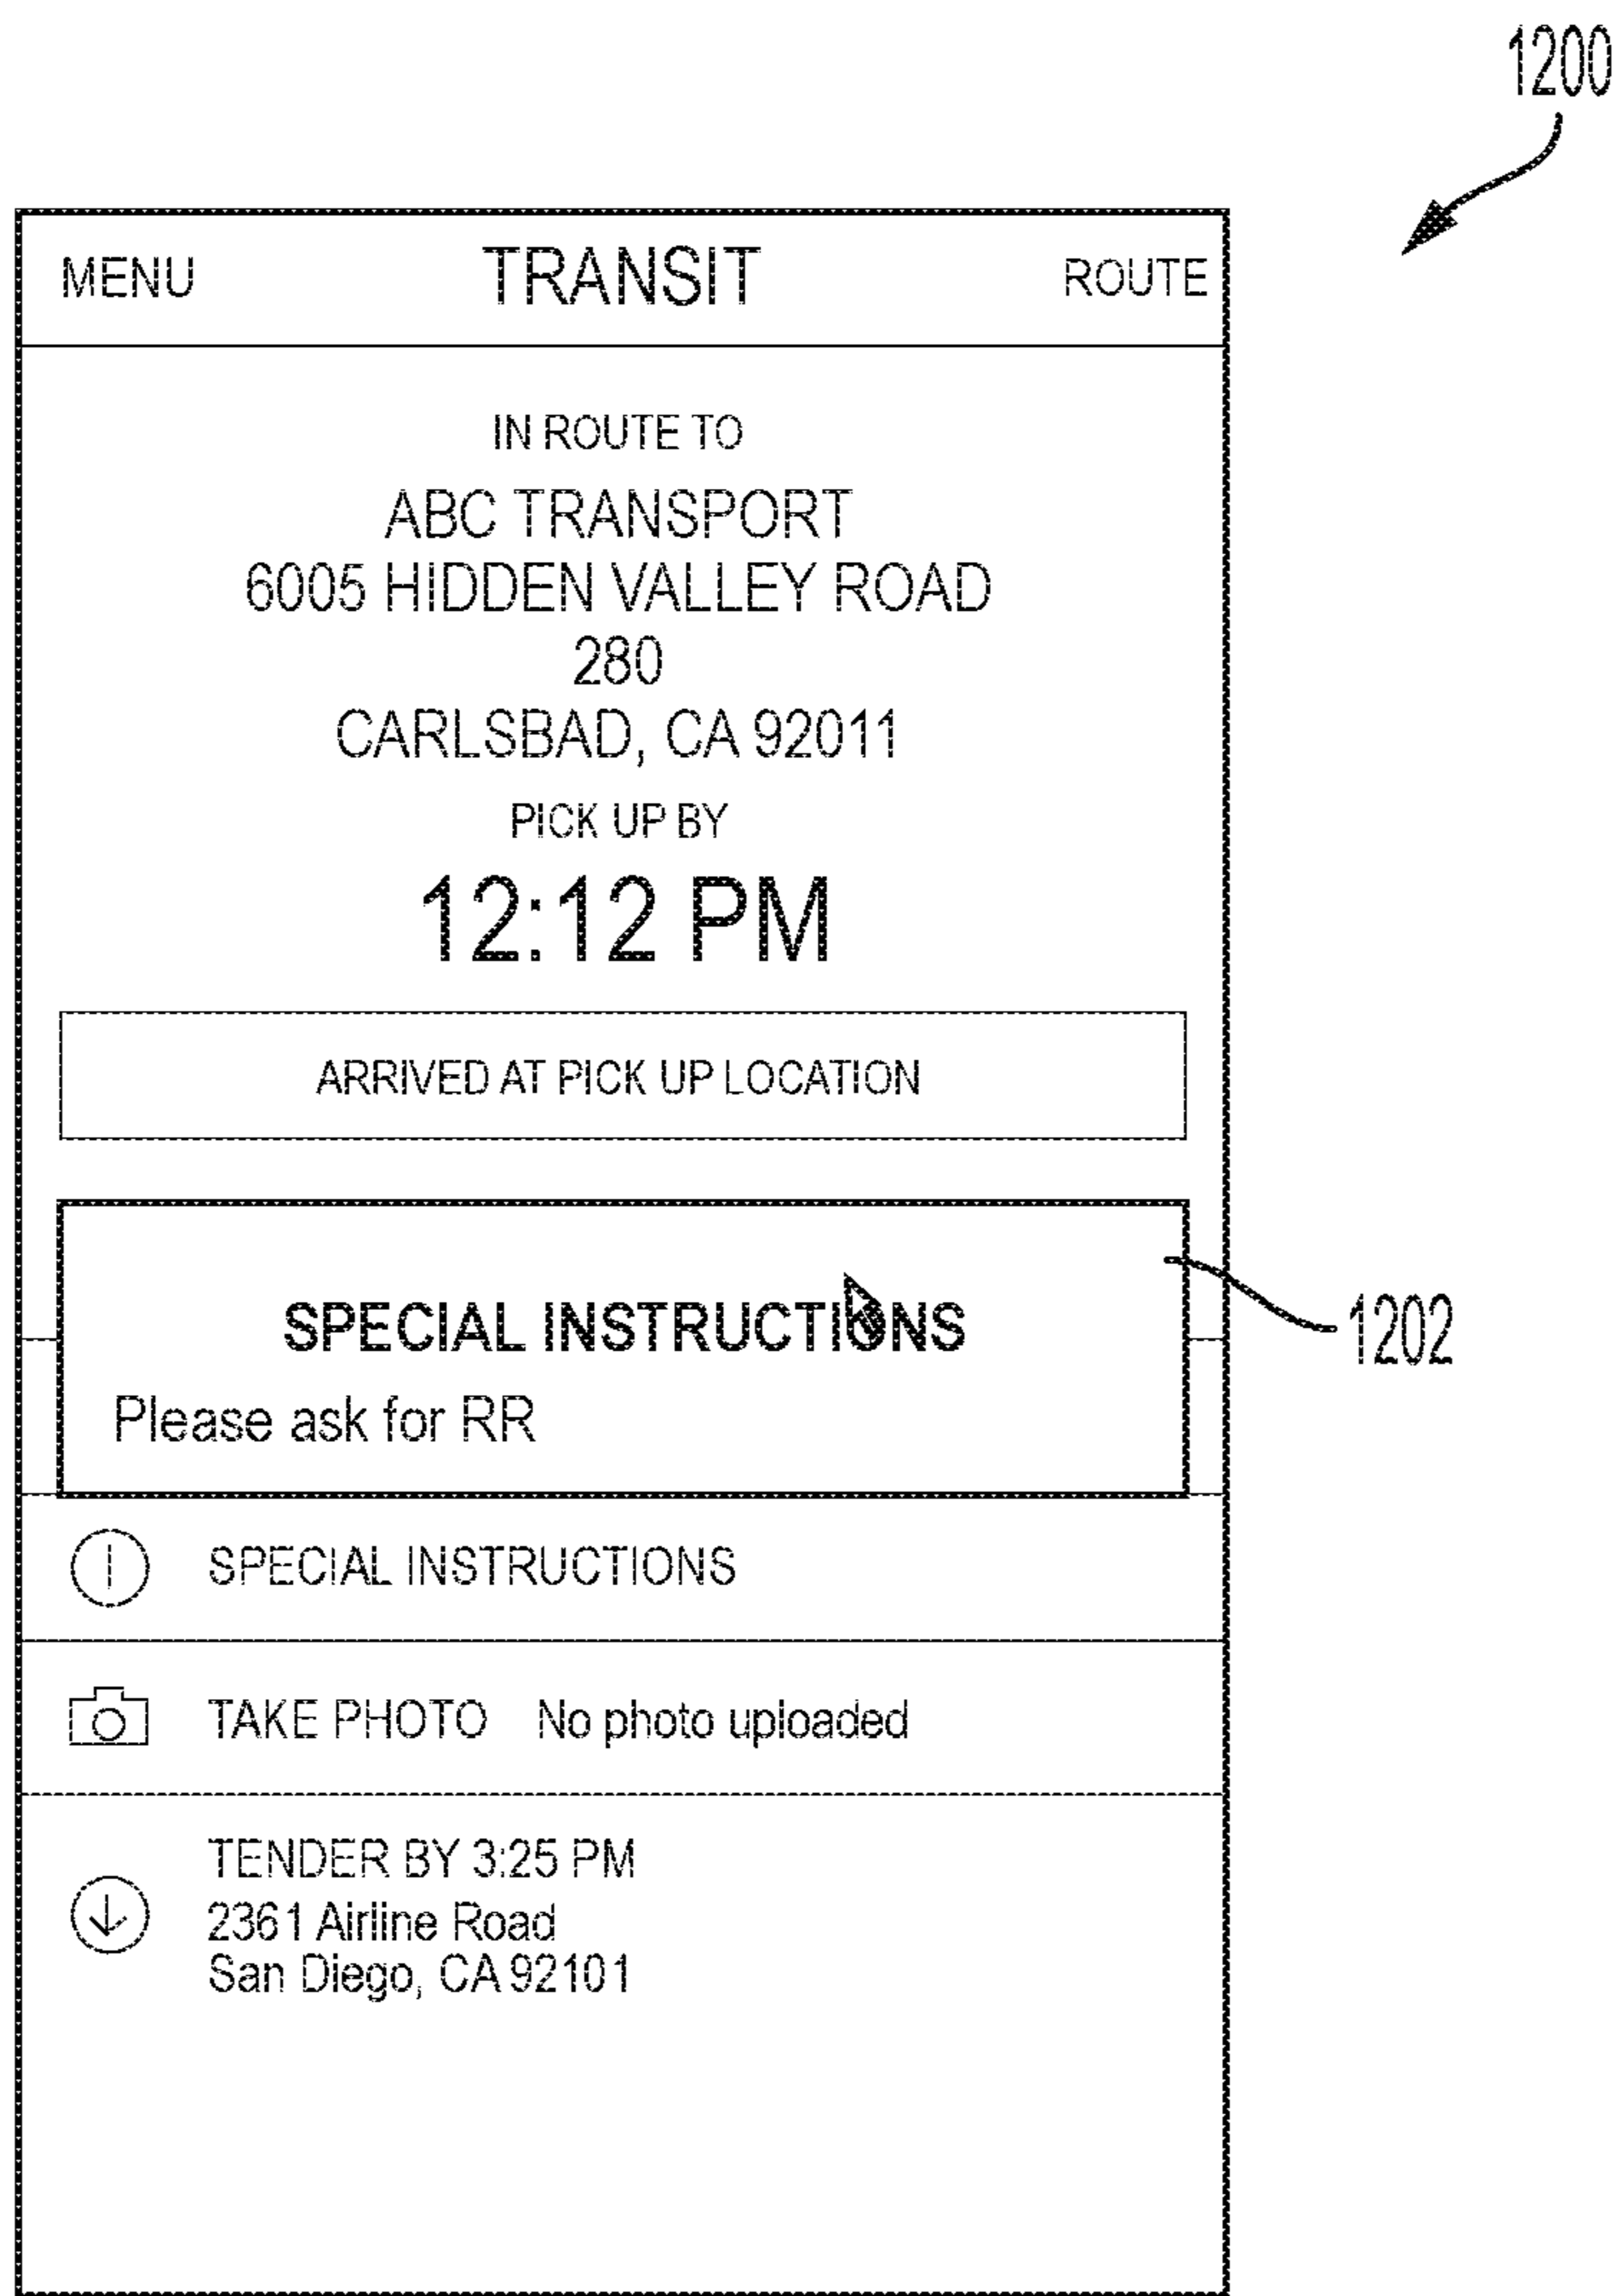 1200
MENU TRANSIT ROUTE
IN ROUTE TO
ABC TRANSPORT
6005 HIDDEN VALLEY ROAD
280
CARLSBAD, CA 92011
PICK UP BY
12:12 PM
ARRIVED AT PICK UP LOCATION
SPECIAL INSTRUCTIONS
1202
Please ask for RR
SPECIAL INSTRUCTIONS
TAKE PHOTO No photo uploaded
TENDER BY 3:25 PM
2361 Airline Road
San Diego, CA 92101